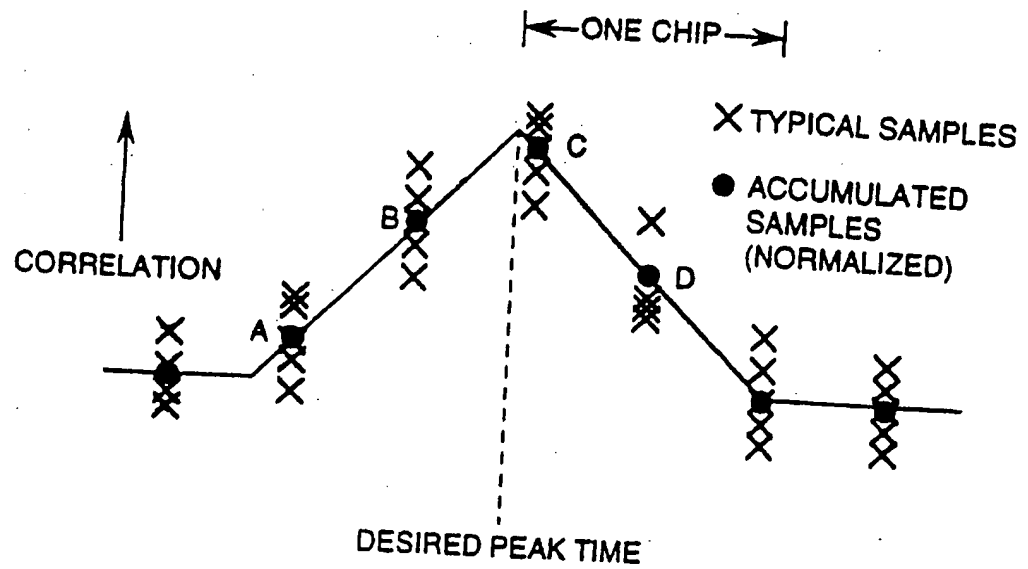 ONE CHIP
TYPICAL SAMPLES
ACCUMULATED
SAMPLES
(NORMALIZED)
CORRELATION
A
B
C
D
DESIRED PEAK TIME